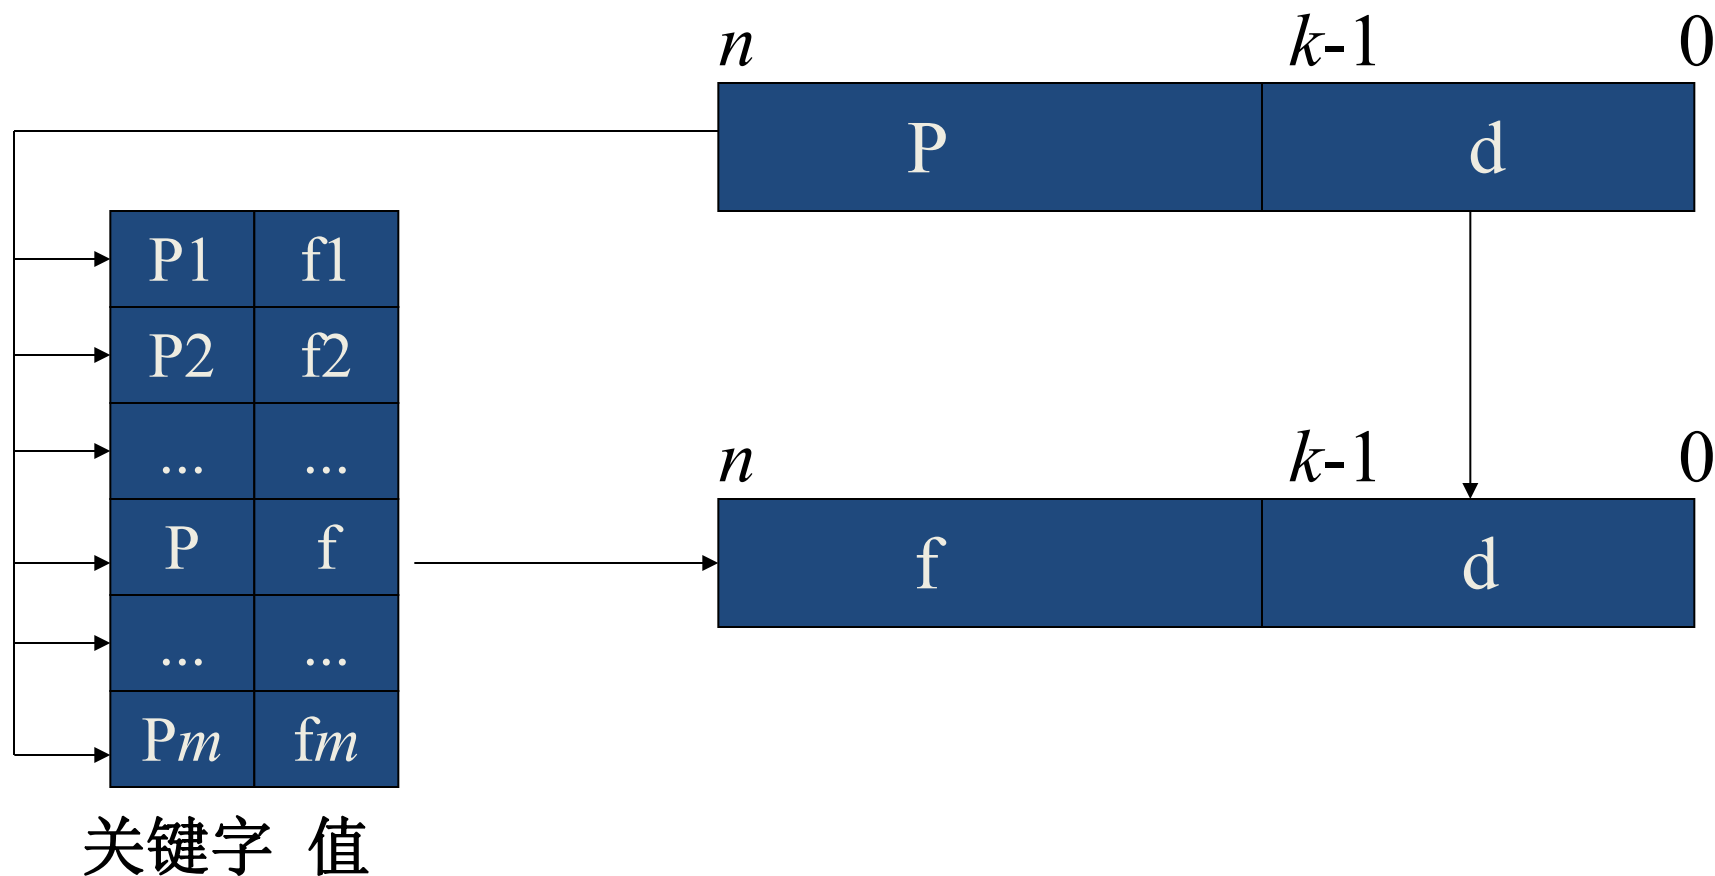 n k-1 0
P d
P1 f1
P2 f2
... ...
P f
... ...
Pm fm
关键字 值
n k-1 0
f d